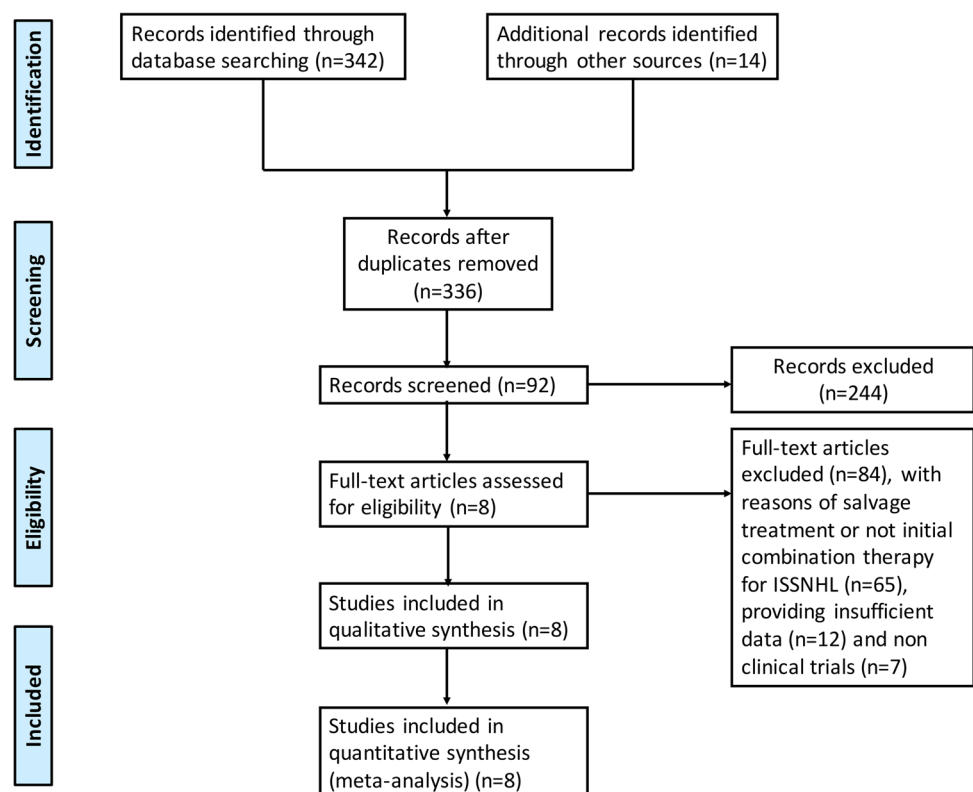 Identification
Records identified through
database searching (n=342)
Additional records identified
through other sources (n=14)
Screening
Records after
duplicates removed
(n=336)
Records screened (n=92)
Records excluded
(n=244)
Eligibility
Full-text articles assessed
for eligibility (n=8)
Full-text articles
excluded (n=84), with
reasons of salvage
treatment or not initial
combination therapy
for ISSNHL (n=65),
providing insufficient
data (n=12) and non
clinical trials (n=7)
Studies included in
qualitative synthesis (n=8)
Included
Studies included in
quantitative synthesis
(meta-analysis) (n=8)